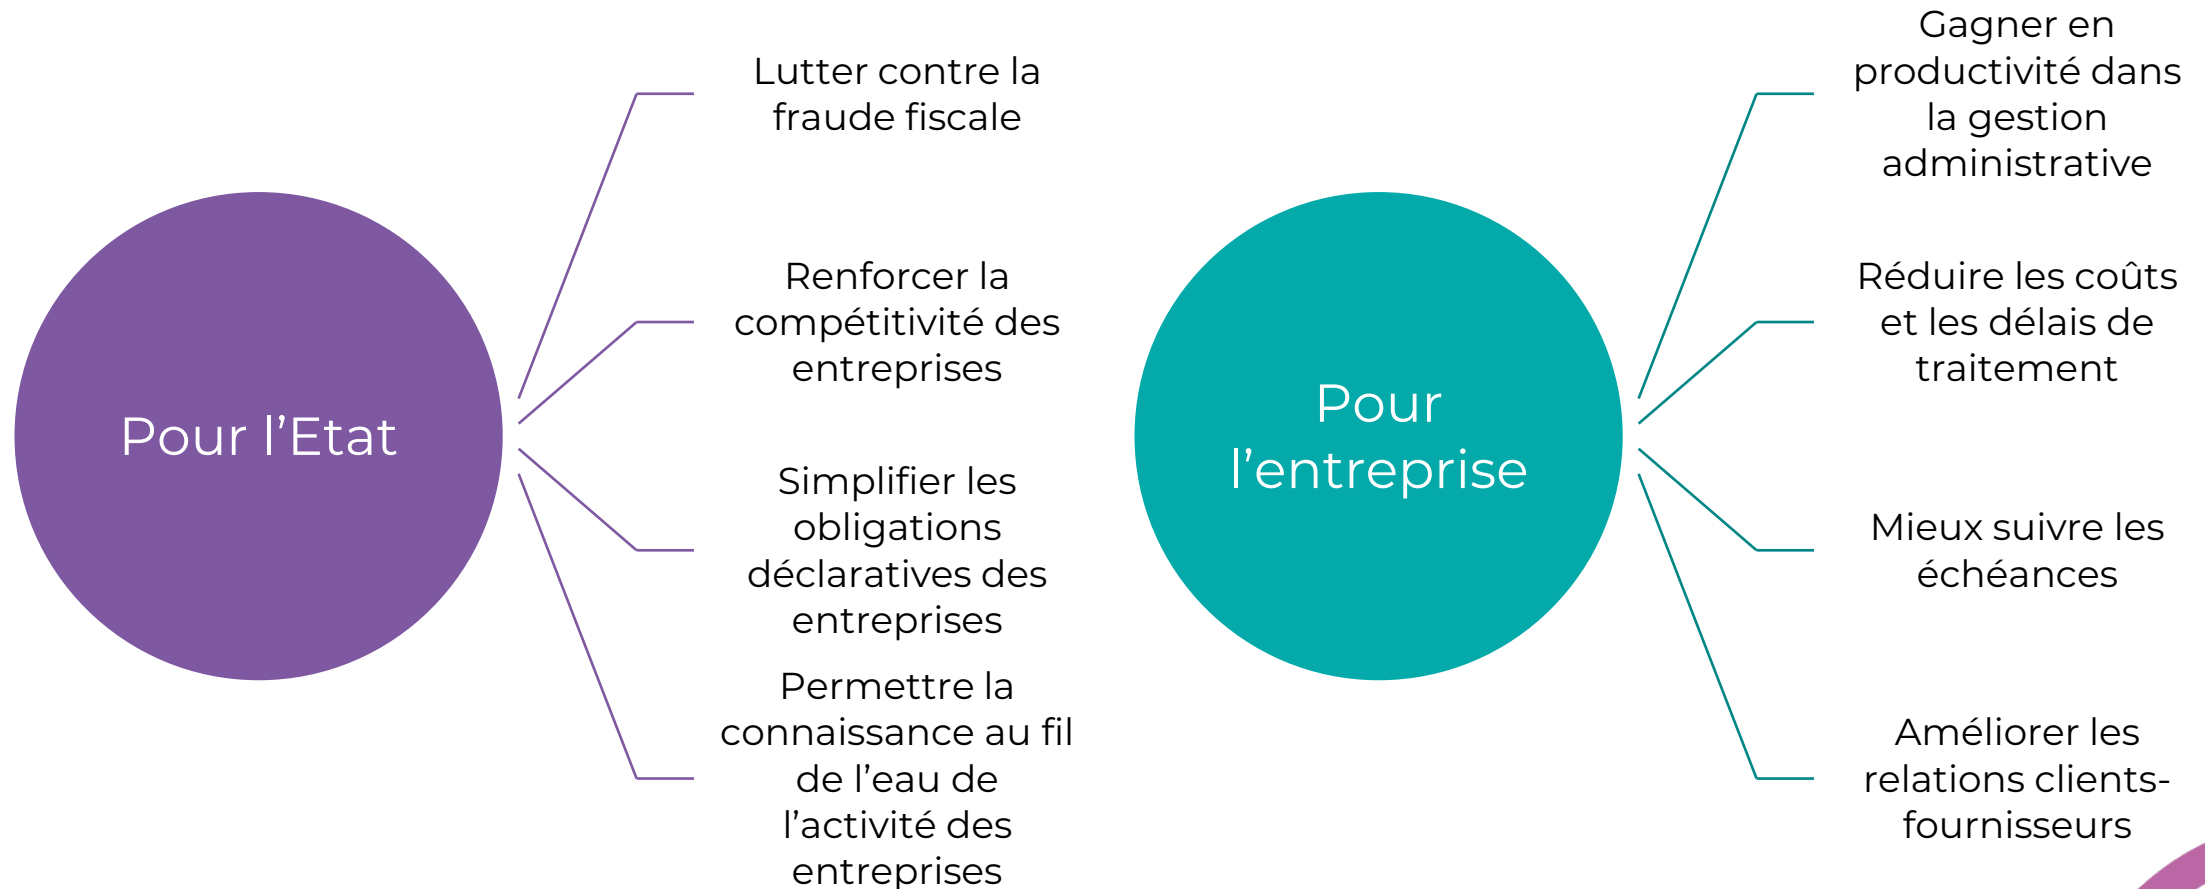 Pour l’Etat
Lutter contre la
fraude fiscale
Renforcer la
compétitivité des
entreprises
Simplifier les
obligations
déclaratives des
entreprises
Permettre la
connaissance au fil
de l’eau de
l’activité des
entreprises
Pour
l’entreprise
Gagner en
productivité dans
la gestion
administrative
Réduire les coûts
et les délais de
traitement
Mieux suivre les
échéances
Améliorer les
relations clients-
fournisseurs